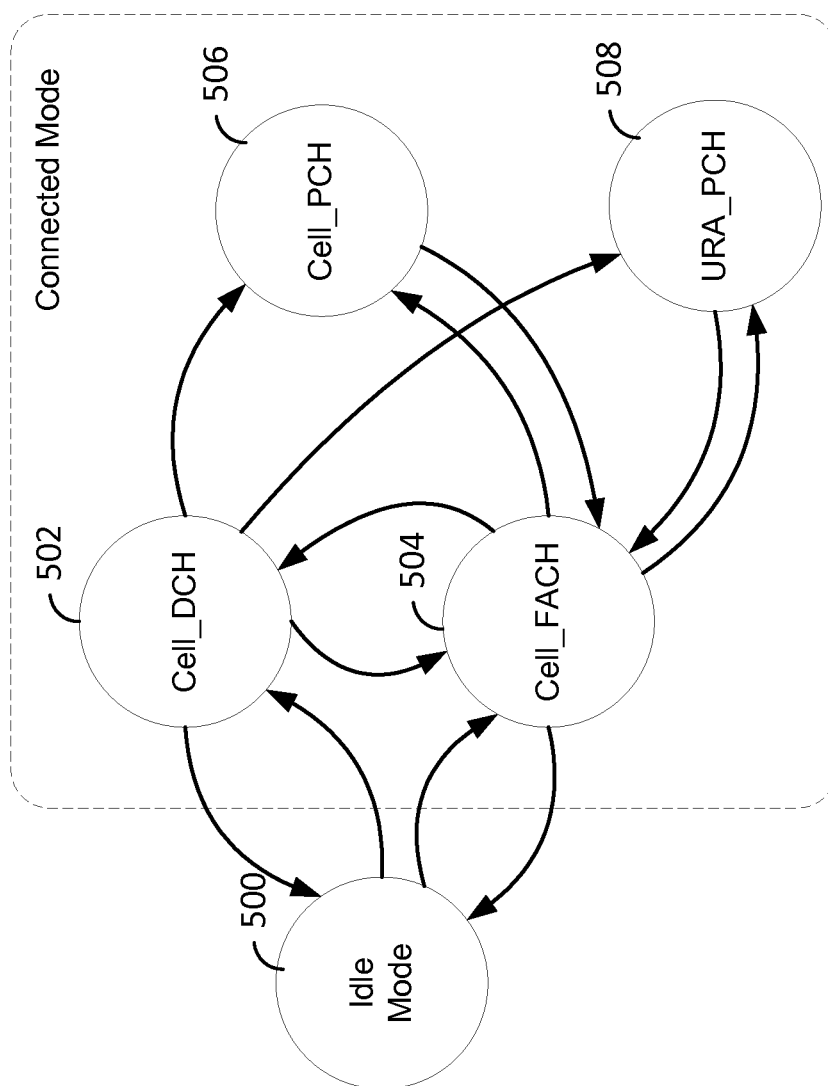 Connected Mode
502
Cell_DCH
506
Cell_PCH
500
Idle
Mode
504
Cell_FACH
508
URA_PCH